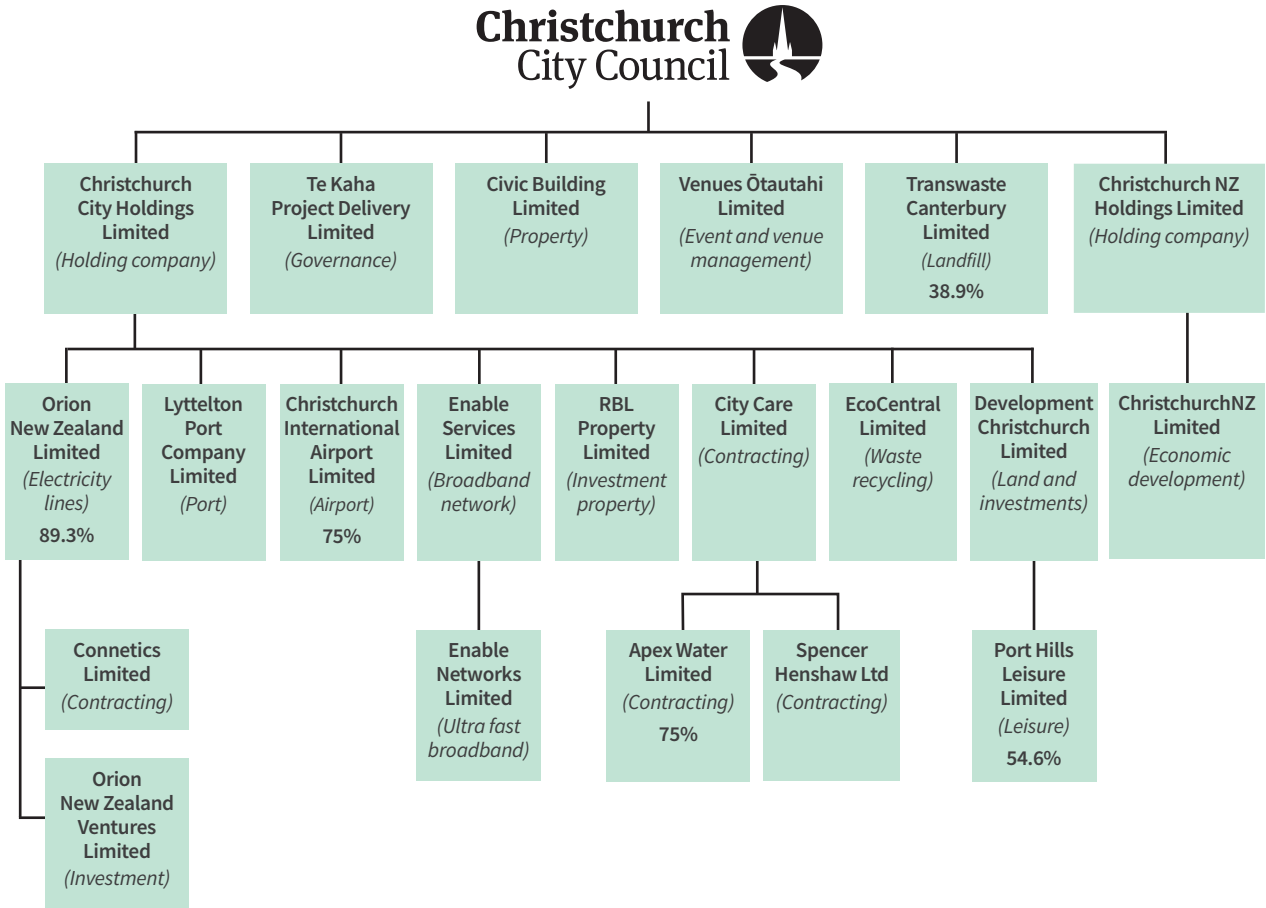 Christchurch
City Council
Christchurch
City Holdings
Limited
(Holding company)
Te Kaha
Project Delivery
Limited
(Governance)
Civic Building
Limited
(Property)
Venues Ōtautahi
Limited
(Event and venue
management)
Transwaste
Canterbury
Limited
(Landfill)
38.9%
Christchurch NZ
Holdings Limited
(Holding company)
Orion
New Zealand
Limited
(Electricity
lines)
89.3%
Lyttelton
Port
Company
Limited
(Port)
Christchurch
International
Airport
Limited
(Airport)
75%
Enable
Services
Limited
(Broadband
network)
RBL
Property
Limited
(Investment
property)
City Care
Limited
(Contracting)
EcoCentral
Limited
(Waste
recycling)
Development
Christchurch
Limited
(Land and
investments)
ChristchurchNZ
Limited
(Economic
development)
Connetics
Limited
(Contracting)
Orion
New Zealand
Ventures
Limited
(Investment)
Enable
Networks
Limited
(Ultra fast
broadband)
Apex Water
Limited
(Contracting)
75%
Spencer
Henshaw Ltd
(Contracting)
Port Hills
Leisure
Limited
(Leisure)
54.6%